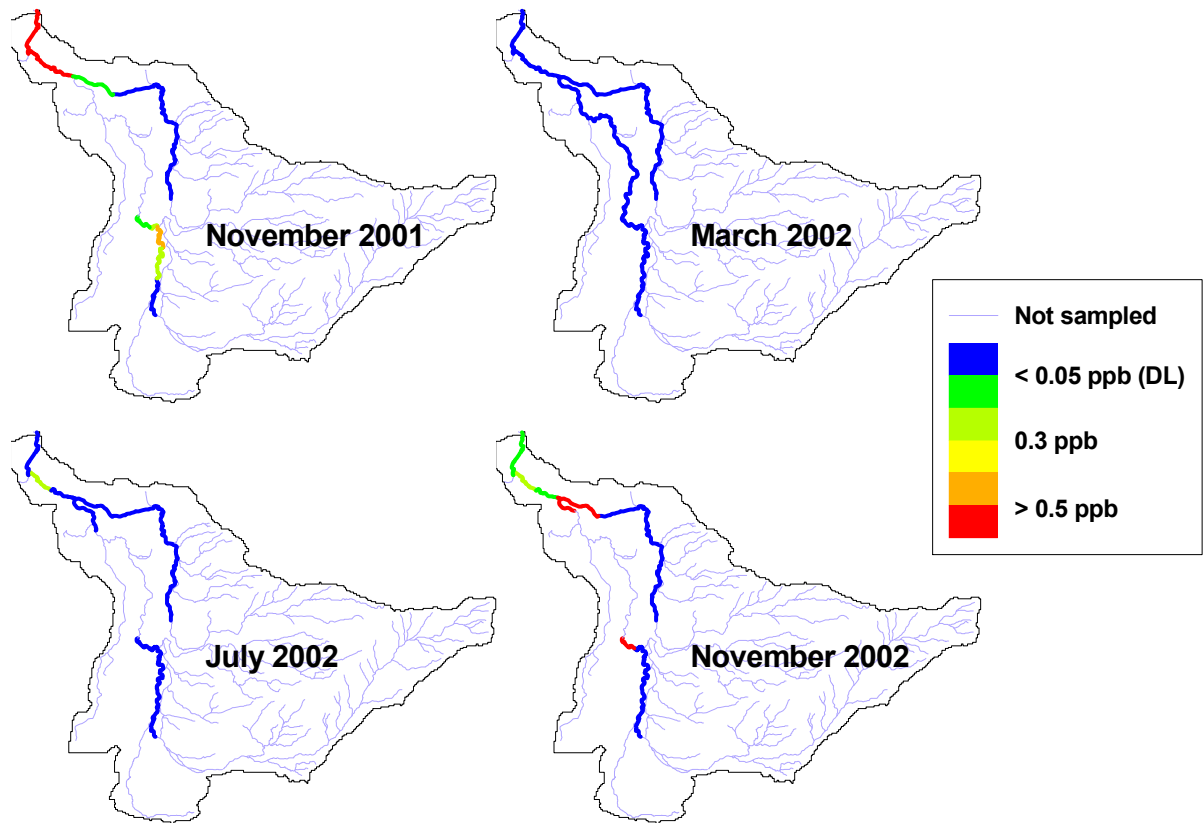 November 2001
March 2002
Not sampled
< 0.05 ppb (DL)
0.3 ppb
> 0.5 ppb
July 2002
November 2002